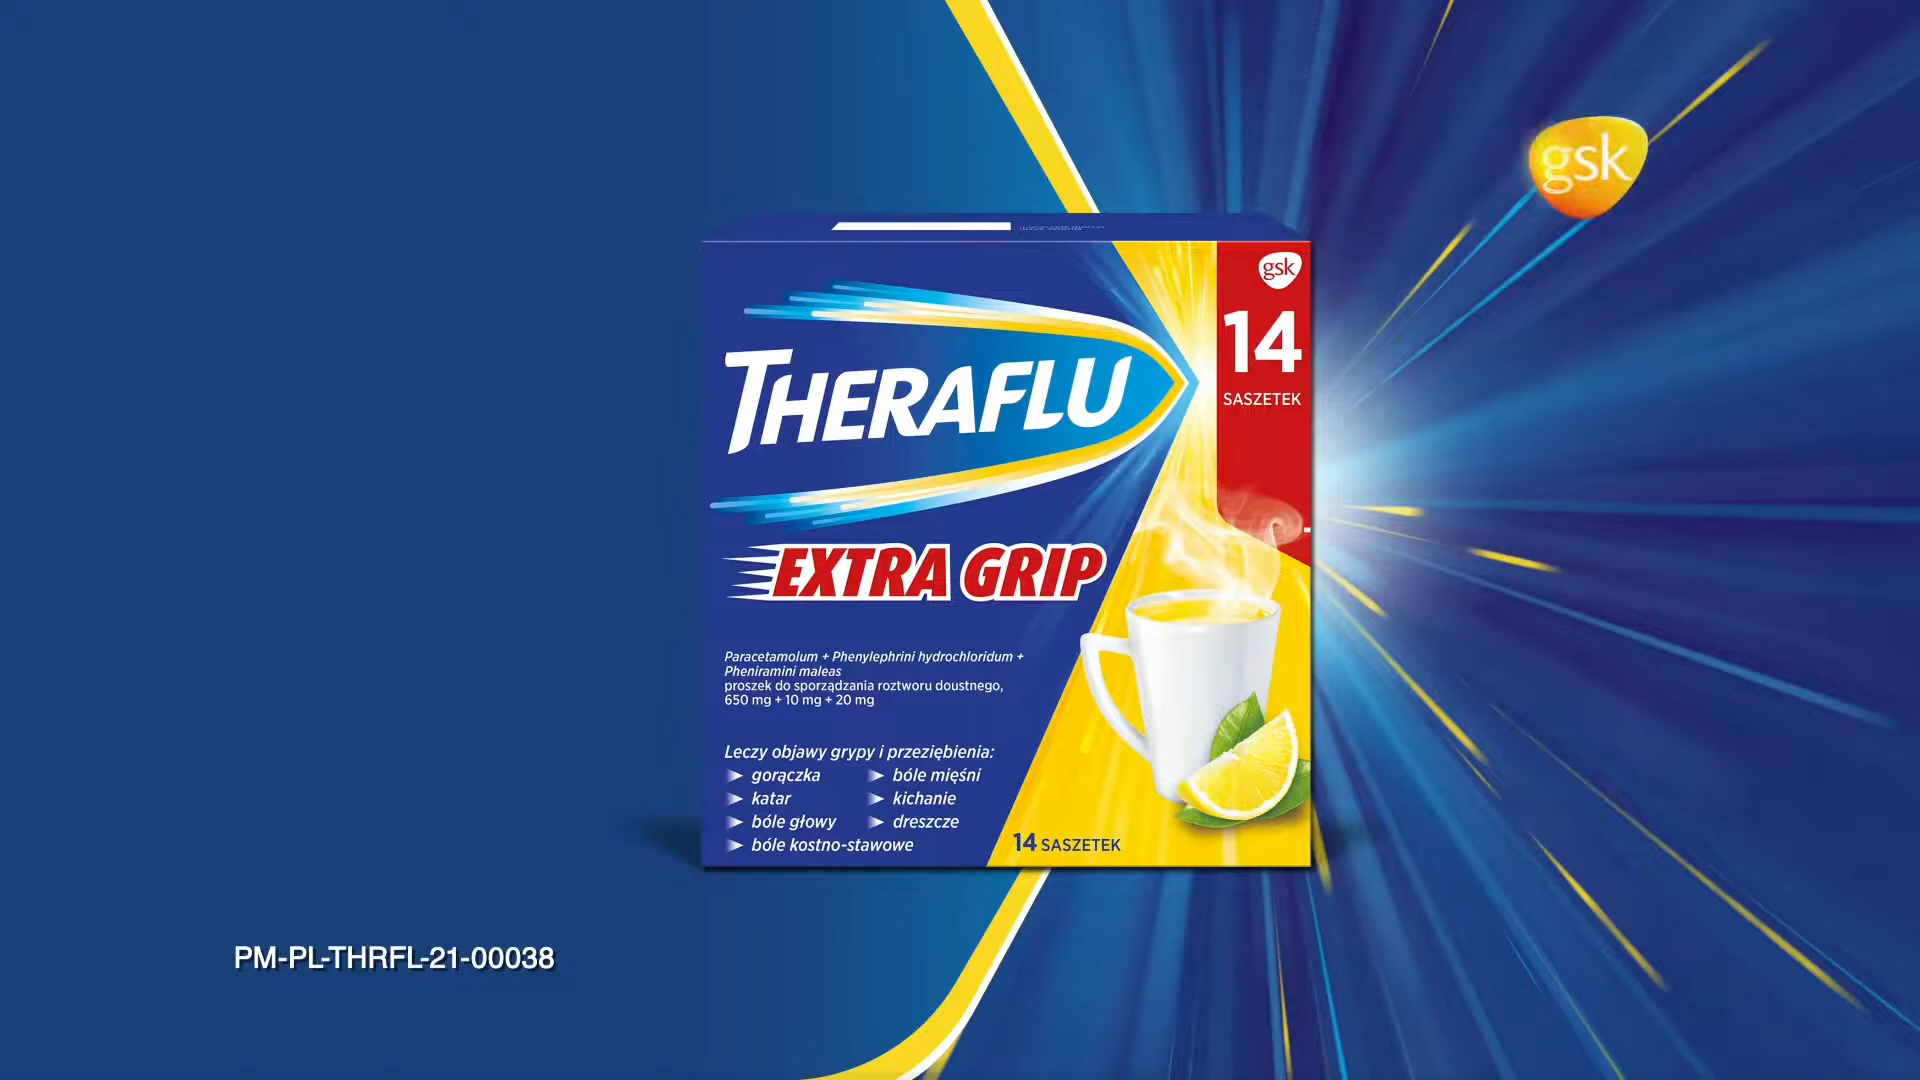 gsk
gsk
14
SASZETEK
THERAFLU
EXTRA GRIP
Paracetamolum + Phenylephrini hydrochloridum +
Pheniramini maleas
proszek do sporządzania roztworu doustnego,
650 mg + 10 mg + 20 mg
Leczy objawy grypy i przeziębienia:
gorączka
bóle mięśni
katar
kichanie
bóle głowy
dreszcze
bóle kostno-stawowe
14 SASZETEK
PM-PL-THRFL-21-00038